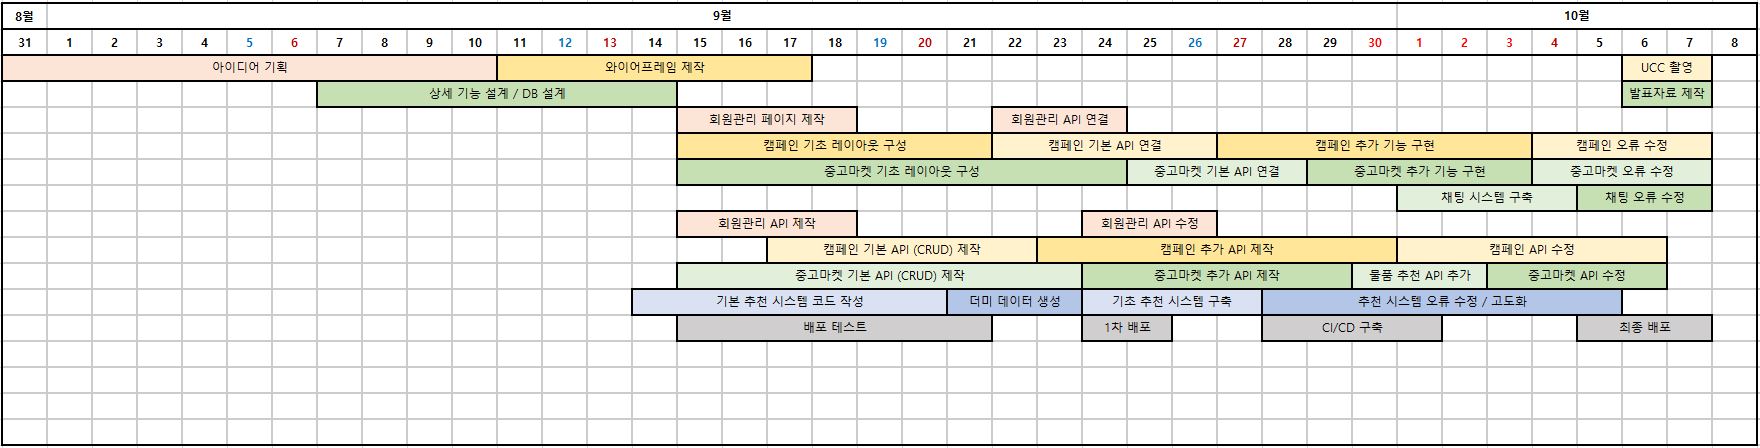 8월 9월 10월
31 1 2 3 4 5 6 7 8 9 10 11 12 13 14 15 16 17 18 19 20 21 22 23 24 25 26 27 28 29 30 1 2 3 4 5 6 7 8
아이디어 기획 와이어프레임 제작 UCC 촬영
상세 기능 설계 / DB 설계 발표자료 제작
회원관리 페이지 제작 회원관리 API 연결
캠페인 기초 레이아웃 구성 캠페인 기본 API 연결 캠페인 추가 기능 구현 캠페인 오류 수정
중고마켓 기초 레이아웃 구성 중고마켓 기본 API 연결 중고마켓 추가 기능 구현 중고마켓 오류 수정
채팅 시스템 구축 채팅 오류 수정
회원관리 API 제작 회원관리 API 수정
캠페인 기본 API (CRUD) 제작 캠페인 추가 API 제작 캠페인 API 수정
중고마켓 기본 API (CRUD) 제작 중고마켓 추가 API 제작 물품 추천 API 추가 중고마켓 API 수정
기본 추천 시스템 코드 작성 더미 데이터 생성 기초 추천 시스템 구축 추천 시스템 오류 수정 / 고도화
배포 테스트 1차 배포 CI/CD 구축 최종 배포